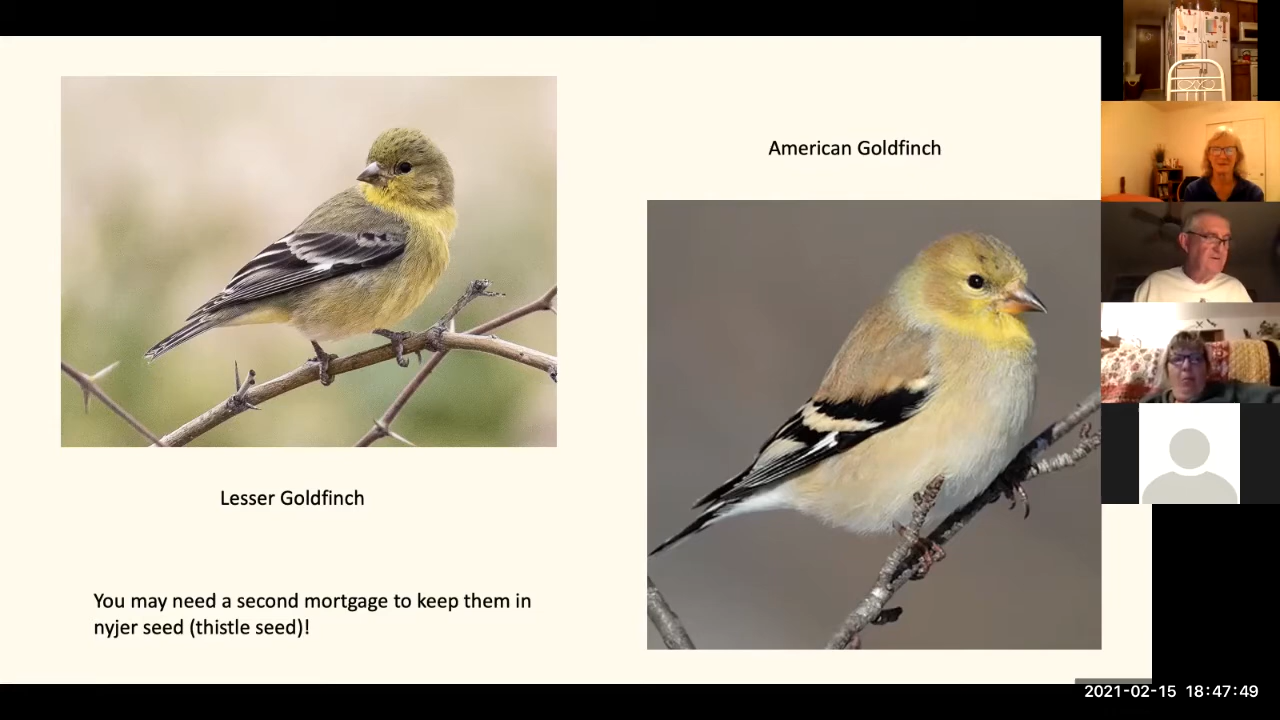 American Goldfinch
Lesser Goldfinch
You may need a second mortgage to keep them in
nyjer seed (thistle seed)!
2021-02-15 18:47:49